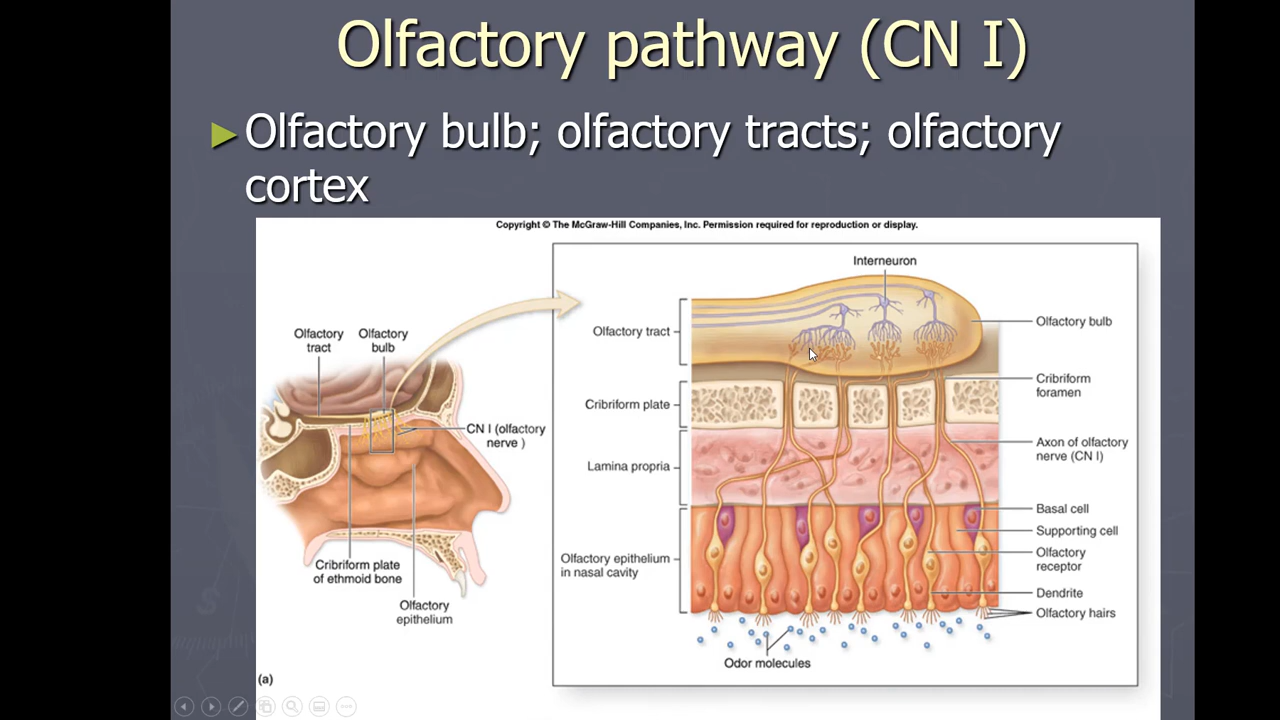 Olfactory pathway (CN I)
Olfactory bulb; olfactory tracts; olfactory
cortex
Copyright © The McGraw-Hill Companies, Inc. Permission required for reproduction or display.
Olfactory
tract
Olfactory
bulb
CN I (olfactory
nerve )
Cribriform plate
of ethmoid bone
Olfactory
epithelium
(a)
Interneuron
Olfactory tract
Cribriform plate
Lamina propria
Olfactory epithelium
in nasal cavity
Olfactory bulb
Cribriform
foramen
Axon of olfactory
nerve (CN I)
Basal cell
Supporting cell
Olfactory
receptor
Dendrite
Olfactory hairs
Odor molecules